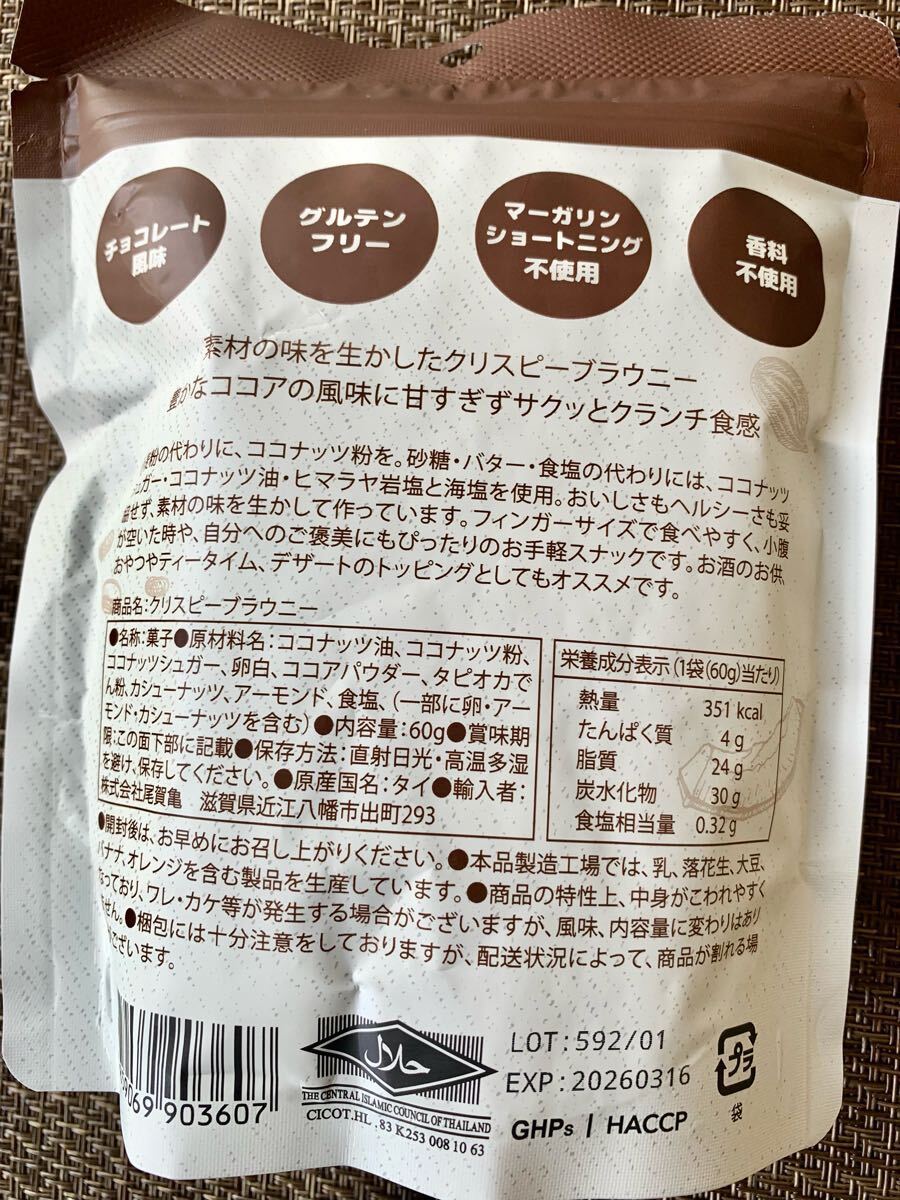 チョコレート
風味
グルテン
フリー
マーガリン
ショートニング
不使用
香料
不使用
素材の味を生かしたクリスピーブラウニー
豊かなココアの風味に甘すぎずサクッとクランチ食感
粉の代わりに、ココナッツ粉を。砂糖・バター・食塩の代わりには、ココナッツ
ガー・ココナッツ油・ヒマラヤ岩塩と海塩を使用。おいしさもヘルシーさも妥
せず、素材の味を生かして作っています。フィンガーサイズで食べやすく、小腹
が空いた時や、自分へのご褒美にもぴったりのお手軽スナックです。お酒のお供、
おやつやティータイム、デザートのトッピングとしてもオススメです。
商品名:クリスピーブラウニー
●名称:菓子●原材料名:ココナッツ油、ココナッツ粉、
ココナッツシュガー、卵白、ココアパウダー、タピオカで
ん粉、カシューナッツ、アーモンド、食塩、(一部に卵・アー
モンド・カシューナッツを含む)●内容量:60g●賞味期
限:この面下部に記載●保存方法:直射日光・高温多湿
を避け、保存してください。●原産国名:タイ●輸入者:
株式会社尾賀亀 滋賀県近江八幡市出町293
栄養成分表示(1袋(60g)当たり)
熱量 351 kcal
たんぱく質 4 g
脂質 24 g
炭水化物 30 g
食塩相当量 0.32 g
●開封後は、お早めにお召し上がりください。●本品製造工場では、乳、落花生、大豆、
バナナ、オレンジを含む製品を生産しています。●商品の特性上、中身がこわれやすく
なっており、ワレ・カケ等が発生する場合がございますが、風味、内容量に変わりはあり
ません。●梱包には十分注意をしておりますが、配送状況によって、商品が割れる場
ございます。
069 903607
حلال
THE CENTRAL ISLAMIC COUNCIL OF THAILAND
CICOT.HL . 83 K253 008 10 63
LOT:592/01
EXP:20260316
GHPs | HACCP
プラ
袋